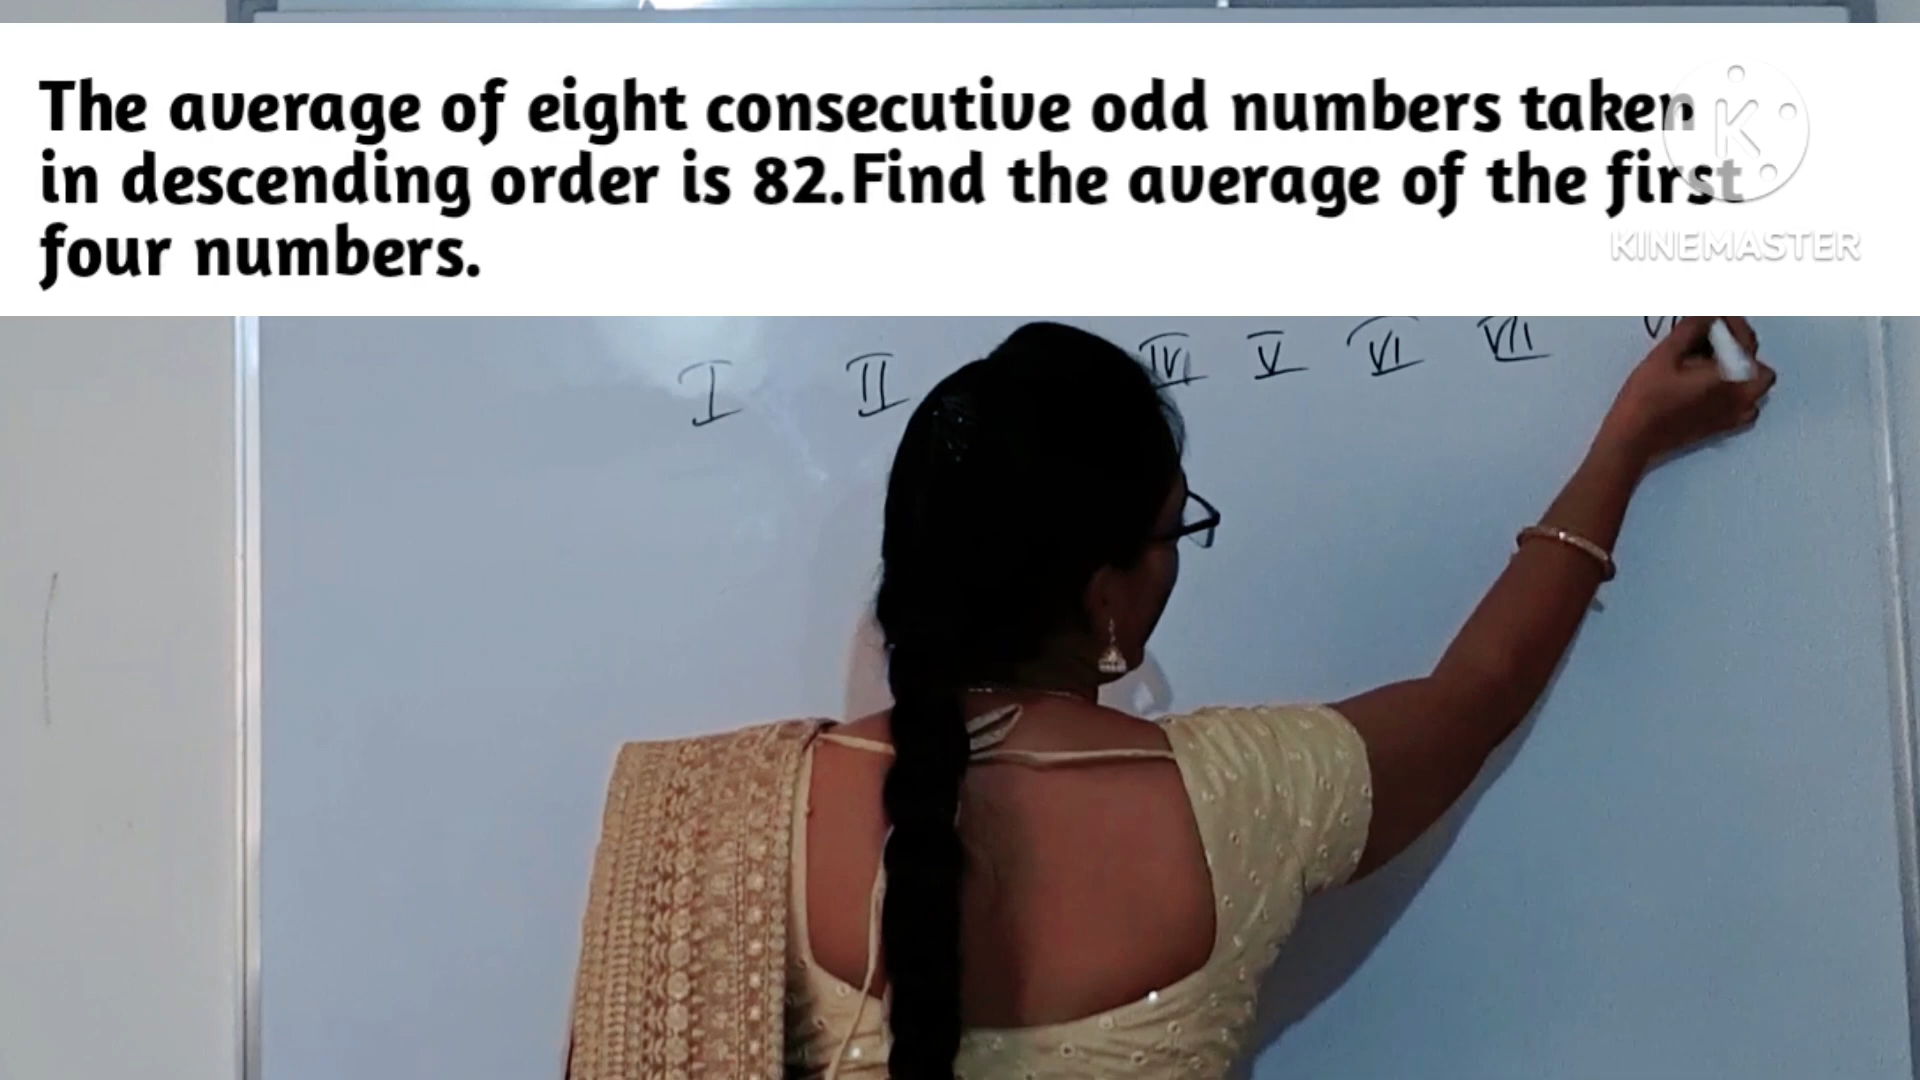 The average of eight consecutive odd numbers taken
in descending order is 82.Find the average of the first
four numbers.
KINEMASTER
I II IV V VI VII